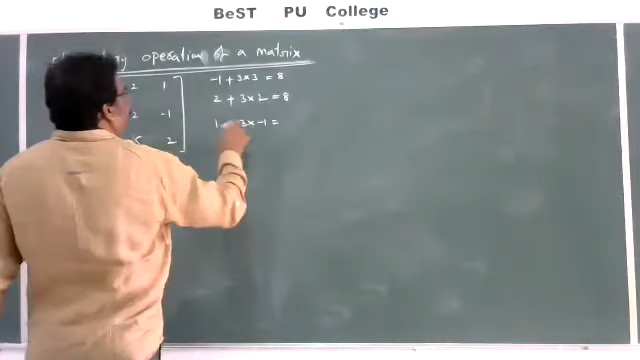 BeST PU College
operation of a matrix
2 1
2 -1
5 2
-1 + 3×3 = 8
2 + 3×2 = 8
1 + 3×-1 =